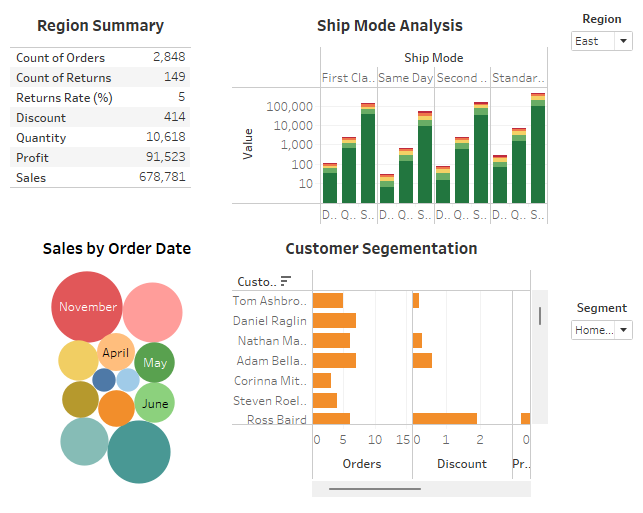 Region Summary
Count of Orders 2,848
Count of Returns 149
Returns Rate (%) 5
Discount 414
Quantity 10,618
Profit 91,523
Sales 678,781
Ship Mode Analysis
Ship Mode
First Cla.. Same Day Second .. Standar..
Value
100,000
10,000
1,000
100
10
D.. Q.. S.. D.. Q.. S.. D.. Q.. S.. D.. Q.. S..
Region
East
Sales by Order Date
November
April
May
June
Customer Segementation
Custo..
Tom Ashbro..
Daniel Raglin
Nathan Ma..
Adam Bella..
Corinna Mit..
Steven Roel..
Ross Baird
0 5 10 15 0 1 2 0
Orders Discount Pr..
Segment
Home...